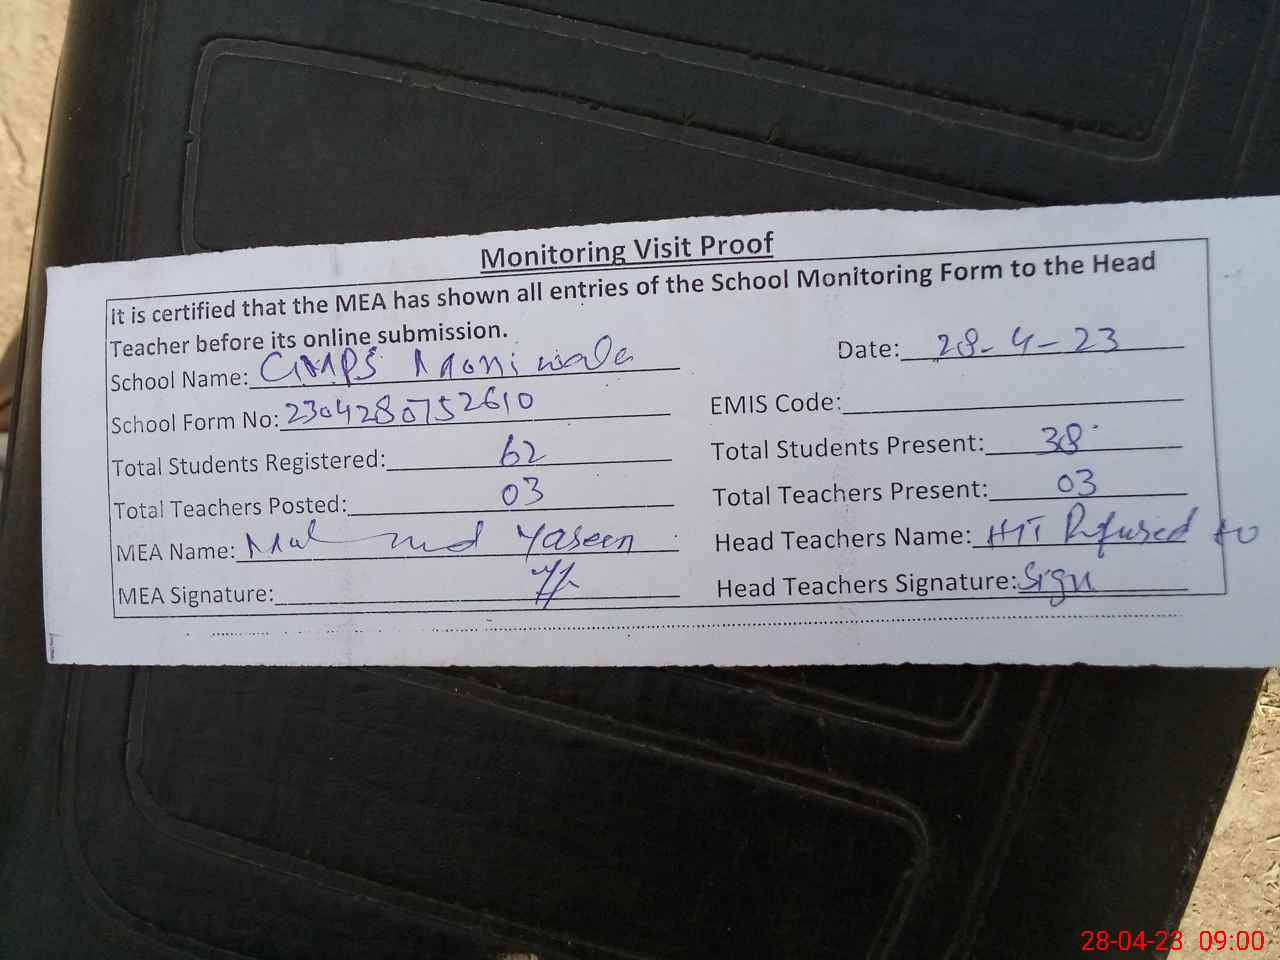 Monitoring Visit Proof
it is certified that the MEA has shown all entries of the School Monitoring Form to the Head
Teacher before its online submission.
School Name: GMPS Moniwala Date: 28-4-23
School Form No: 2304280752610 EMIS Code:
Total Students Registered: 62 Total Students Present: 38
Total Teachers Posted: 03 Total Teachers Present: 03
MEA Name: Yaseen Head Teachers Name: HT Refused to
MEA Signature: Head Teachers Signature: Sign
28-04-23 09:00